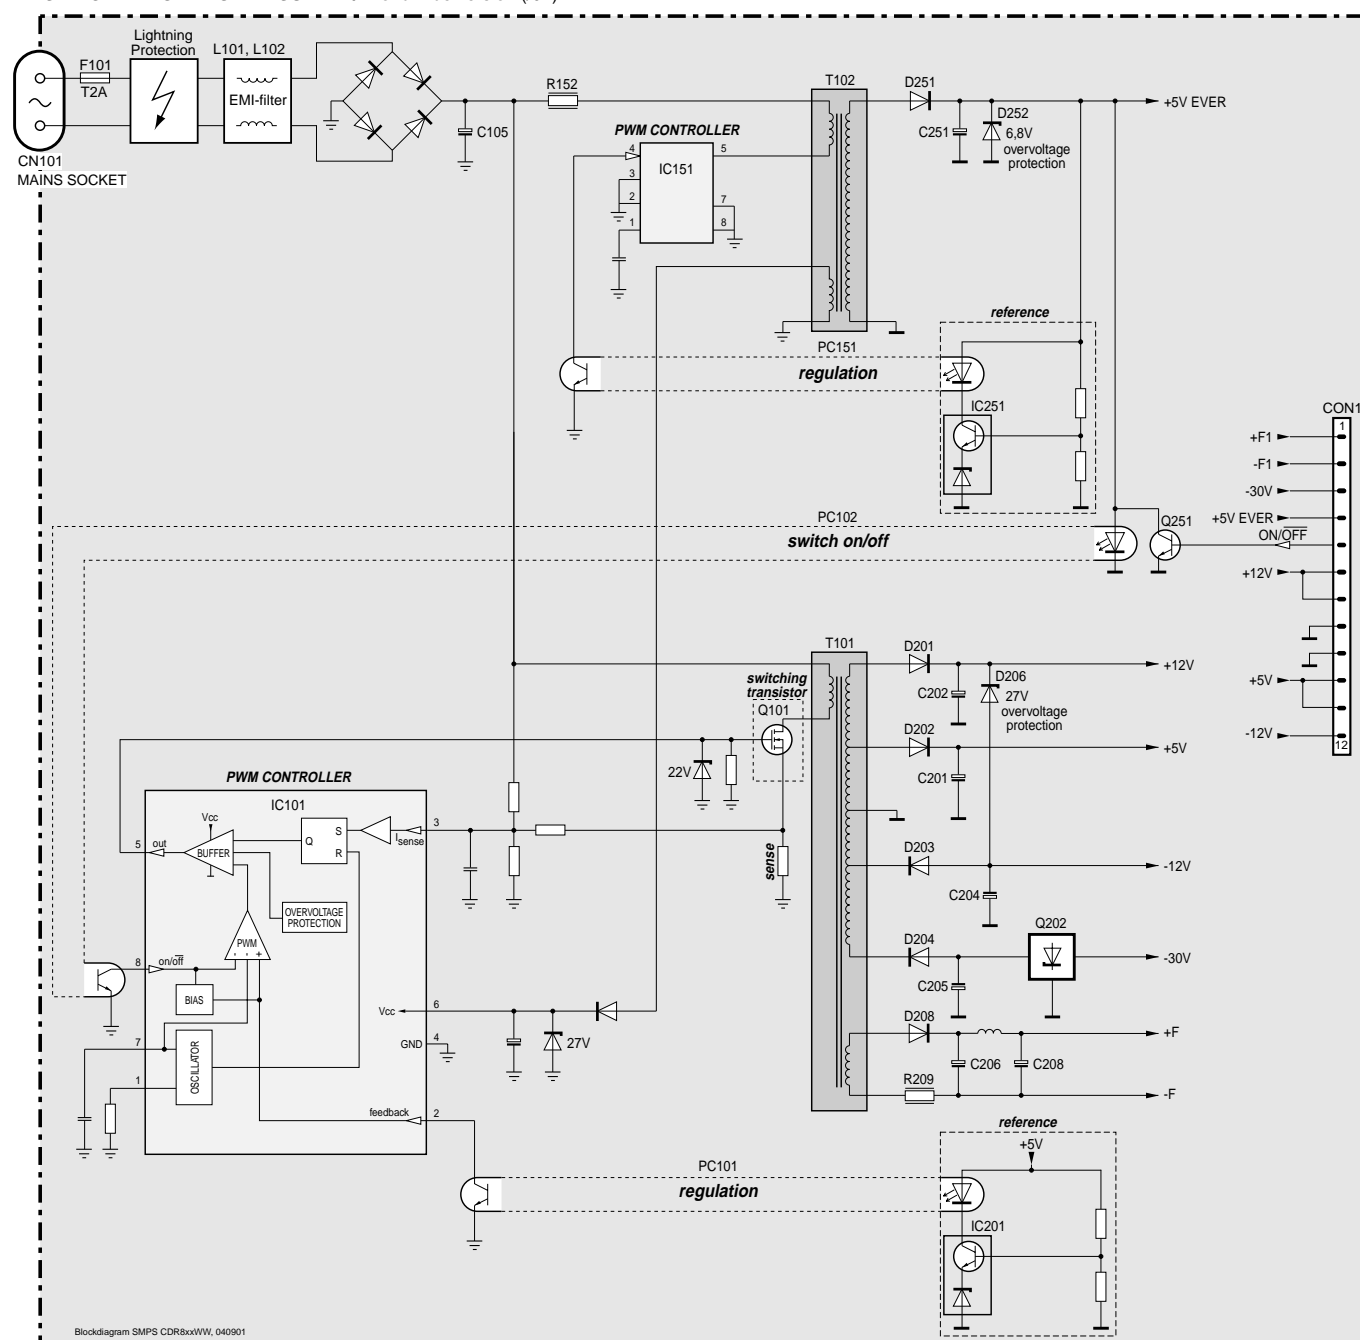 Lightning
Protection
F101
T2A
L101, L102
EMI-filter
CN101
MAINS SOCKET
C105
R152
PWM CONTROLLER
IC151
4
3
2
1
5
7
8
T102
D251
C251
D252
6,8V
overvoltage
protection
+5V EVER
reference
PC151
regulation
IC251
CON1
1
+F1
-F1
-30V
+5V EVER
ON/OFF
+12V
+5V
-12V
12
PC102
switch on/off
Q251
T101
switching
transistor
Q101
D201
C202
D206
27V
overvoltage
protection
+12V
D202
C201
+5V
22V
sense
D203
C204
-12V
D204
C205
Q202
-30V
D208
C206
C208
+F
R209
-F
PWM CONTROLLER
IC101
Vcc
BUFFER
5
out
Q
S
R
Isense
3
OVERVOLTAGE
PROTECTION
PWM
- - +
8
on/off
BIAS
Vcc
6
27V
GND
4
7
1
OSCILLATOR
feedback
2
PC101
regulation
reference
+5V
IC201
Blockdiagram SMPS CDR8xxWW, 040901